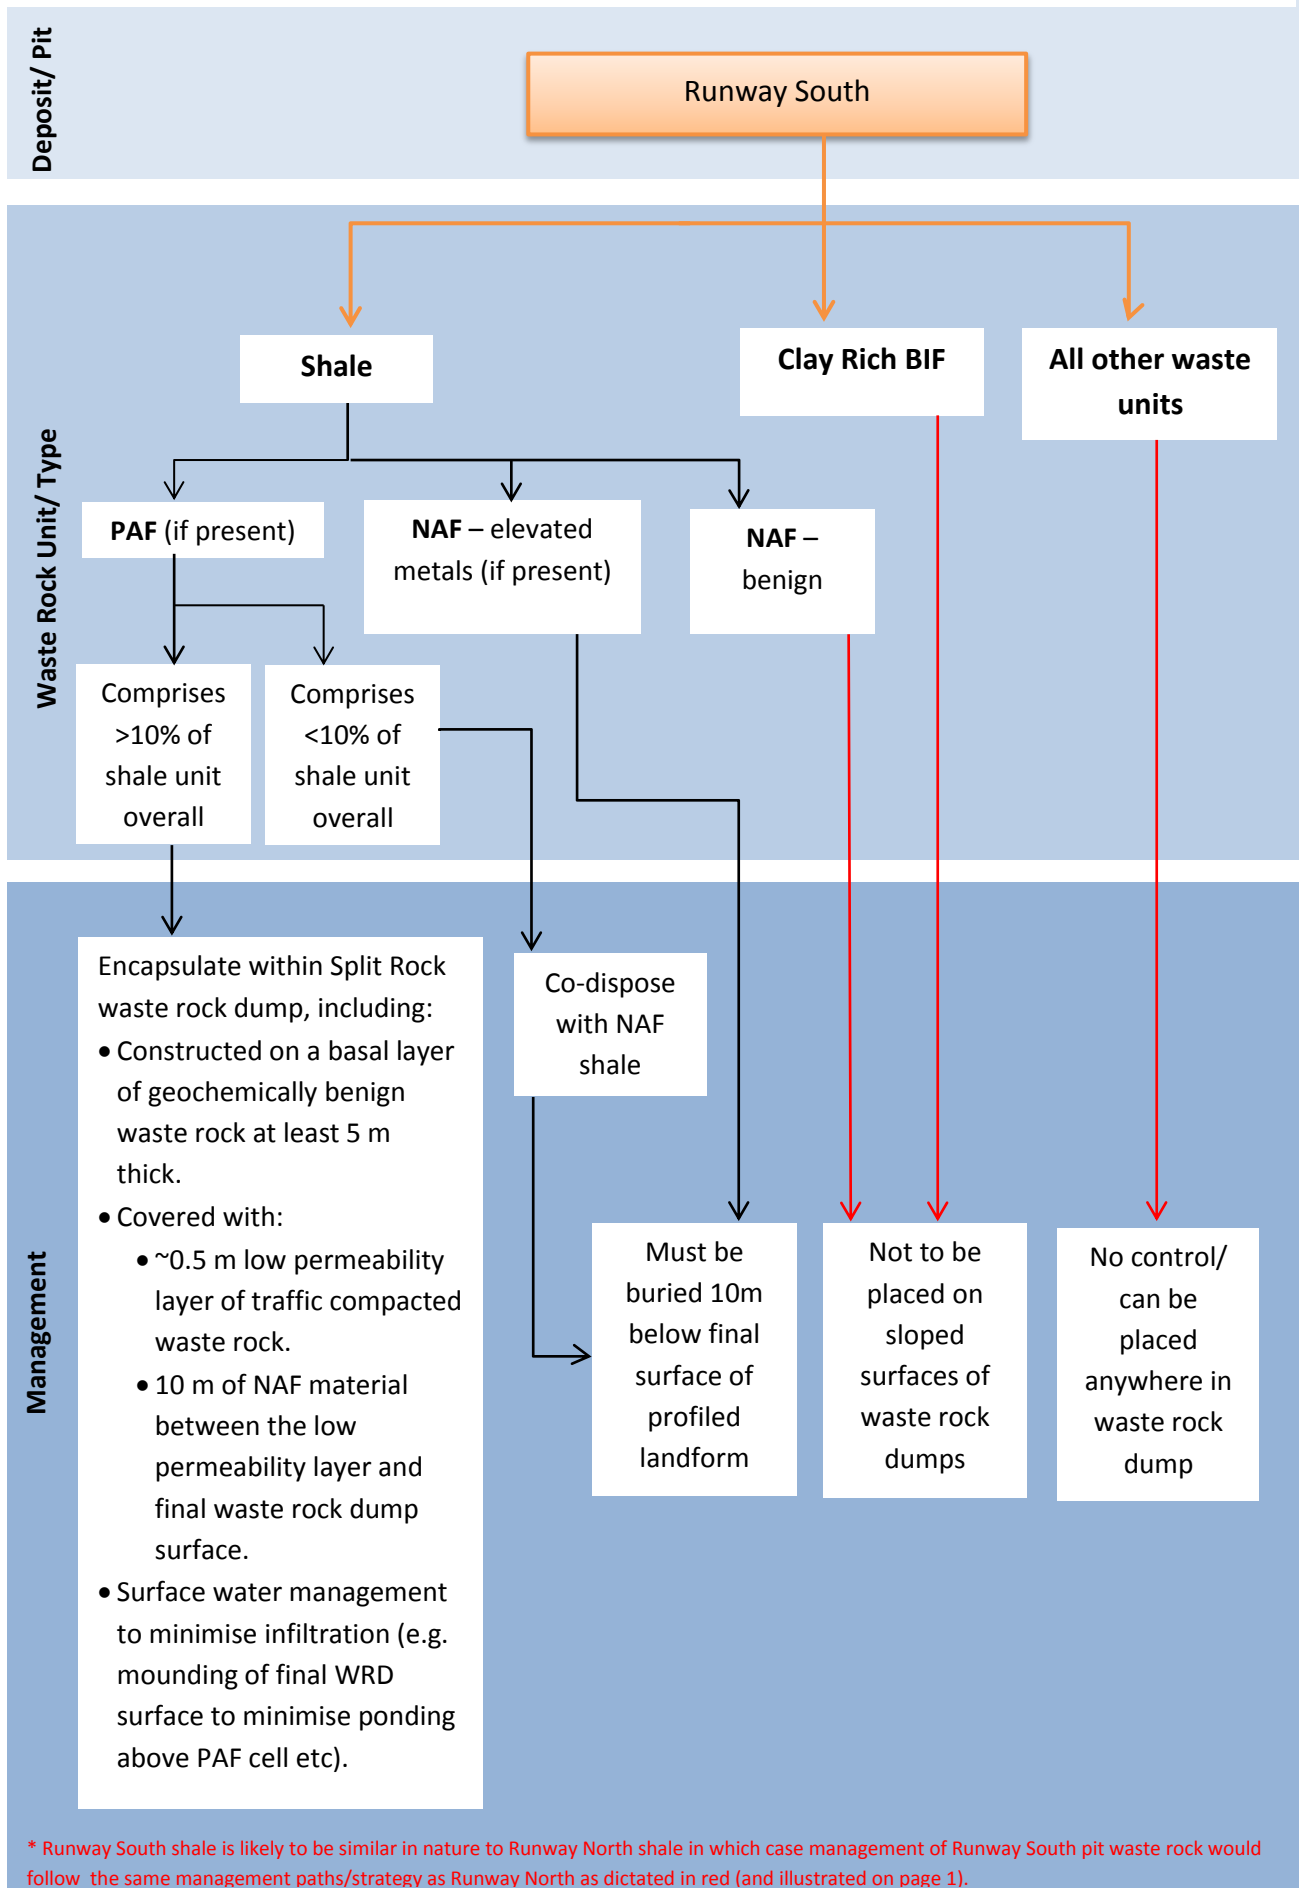 Deposit/ Pit
Runway South
Waste Rock Unit/ Type
Shale
Clay Rich BIF
All other waste
units
PAF (if present)
NAF – elevated
metals (if present)
NAF –
benign
Comprises
>10% of
shale unit
overall
Comprises
<10% of
shale unit
overall
Management
Encapsulate within Split Rock
waste rock dump, including:
• Constructed on a basal layer
of geochemically benign
waste rock at least 5 m
thick.
• Covered with:
• ~0.5 m low permeability
layer of traffic compacted
waste rock.
• 10 m of NAF material
between the low
permeability layer and
final waste rock dump
surface.
• Surface water management
to minimise infiltration (e.g.
mounding of final WRD
surface to minimise ponding
above PAF cell etc).
Co-dispose
with NAF
shale
Must be
buried 10m
below final
surface of
profiled
landform
Not to be
placed on
sloped
surfaces of
waste rock
dumps
No control/
can be
placed
anywhere in
waste rock
dump
* Runway South shale is likely to be similar in nature to Runway North shale in which case management of Runway South pit waste rock would
follow the same management paths/strategy as Runway North as dictated in red (and illustrated on page 1).